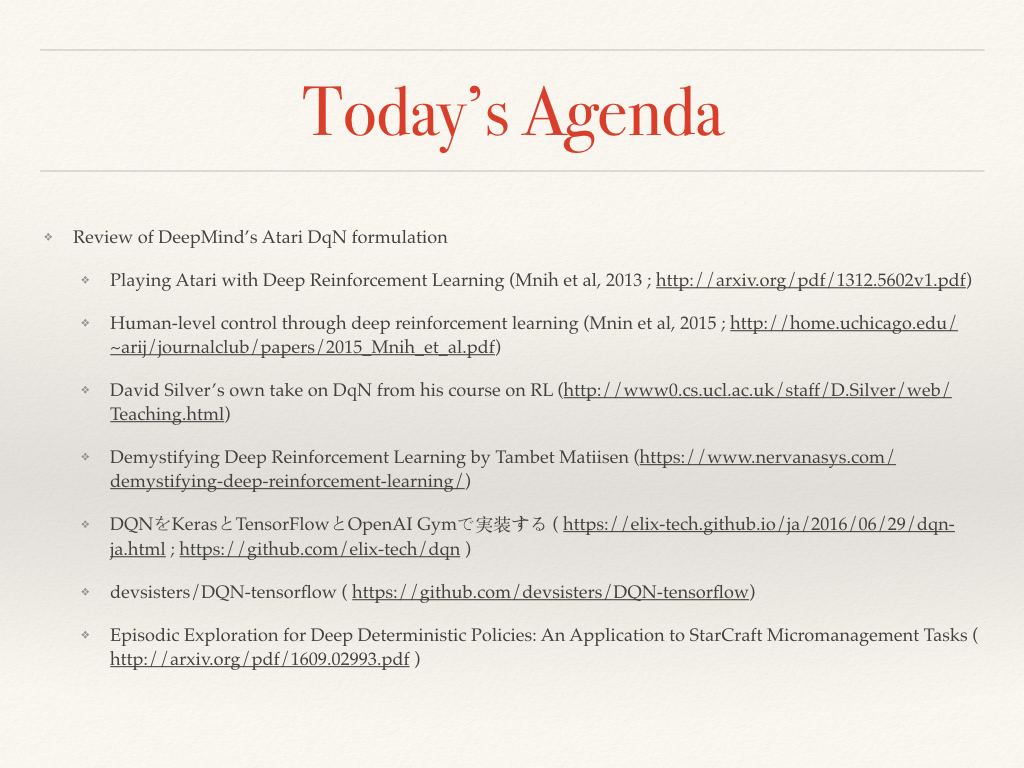 Today’s Agenda
Review of DeepMind’s Atari DqN formulation
Playing Atari with Deep Reinforcement Learning (Mnih et al, 2013 ; http://arxiv.org/pdf/1312.5602v1.pdf)
Human-level control through deep reinforcement learning (Mnin et al, 2015 ; http://home.uchicago.edu/
~arij/journalclub/papers/2015_Mnih_et_al.pdf)
David Silver’s own take on DqN from his course on RL (http://www0.cs.ucl.ac.uk/staff/D.Silver/web/
Teaching.html)
Demystifying Deep Reinforcement Learning by Tambet Matiisen (https://www.nervanasys.com/
demystifying-deep-reinforcement-learning/)
DQNをKerasとTensorFlowとOpenAI Gymで実装する ( https://elix-tech.github.io/ja/2016/06/29/dqn-
ja.html ; https://github.com/elix-tech/dqn )
devsisters/DQN-tensorflow ( https://github.com/devsisters/DQN-tensorflow)
Episodic Exploration for Deep Deterministic Policies: An Application to StarCraft Micromanagement Tasks (
http://arxiv.org/pdf/1609.02993.pdf )